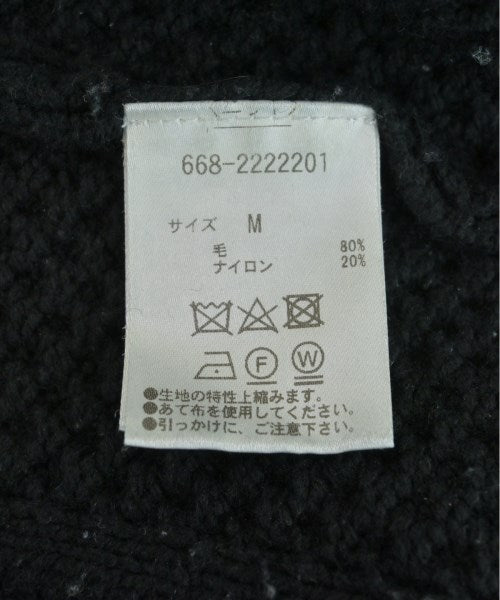 668-2222201
サイズ M
毛 80%
ナイロン 20%
F W
●生地の特性上縮みます。
●あて布を使用してください。
●引っかけに、ご注意下さい。